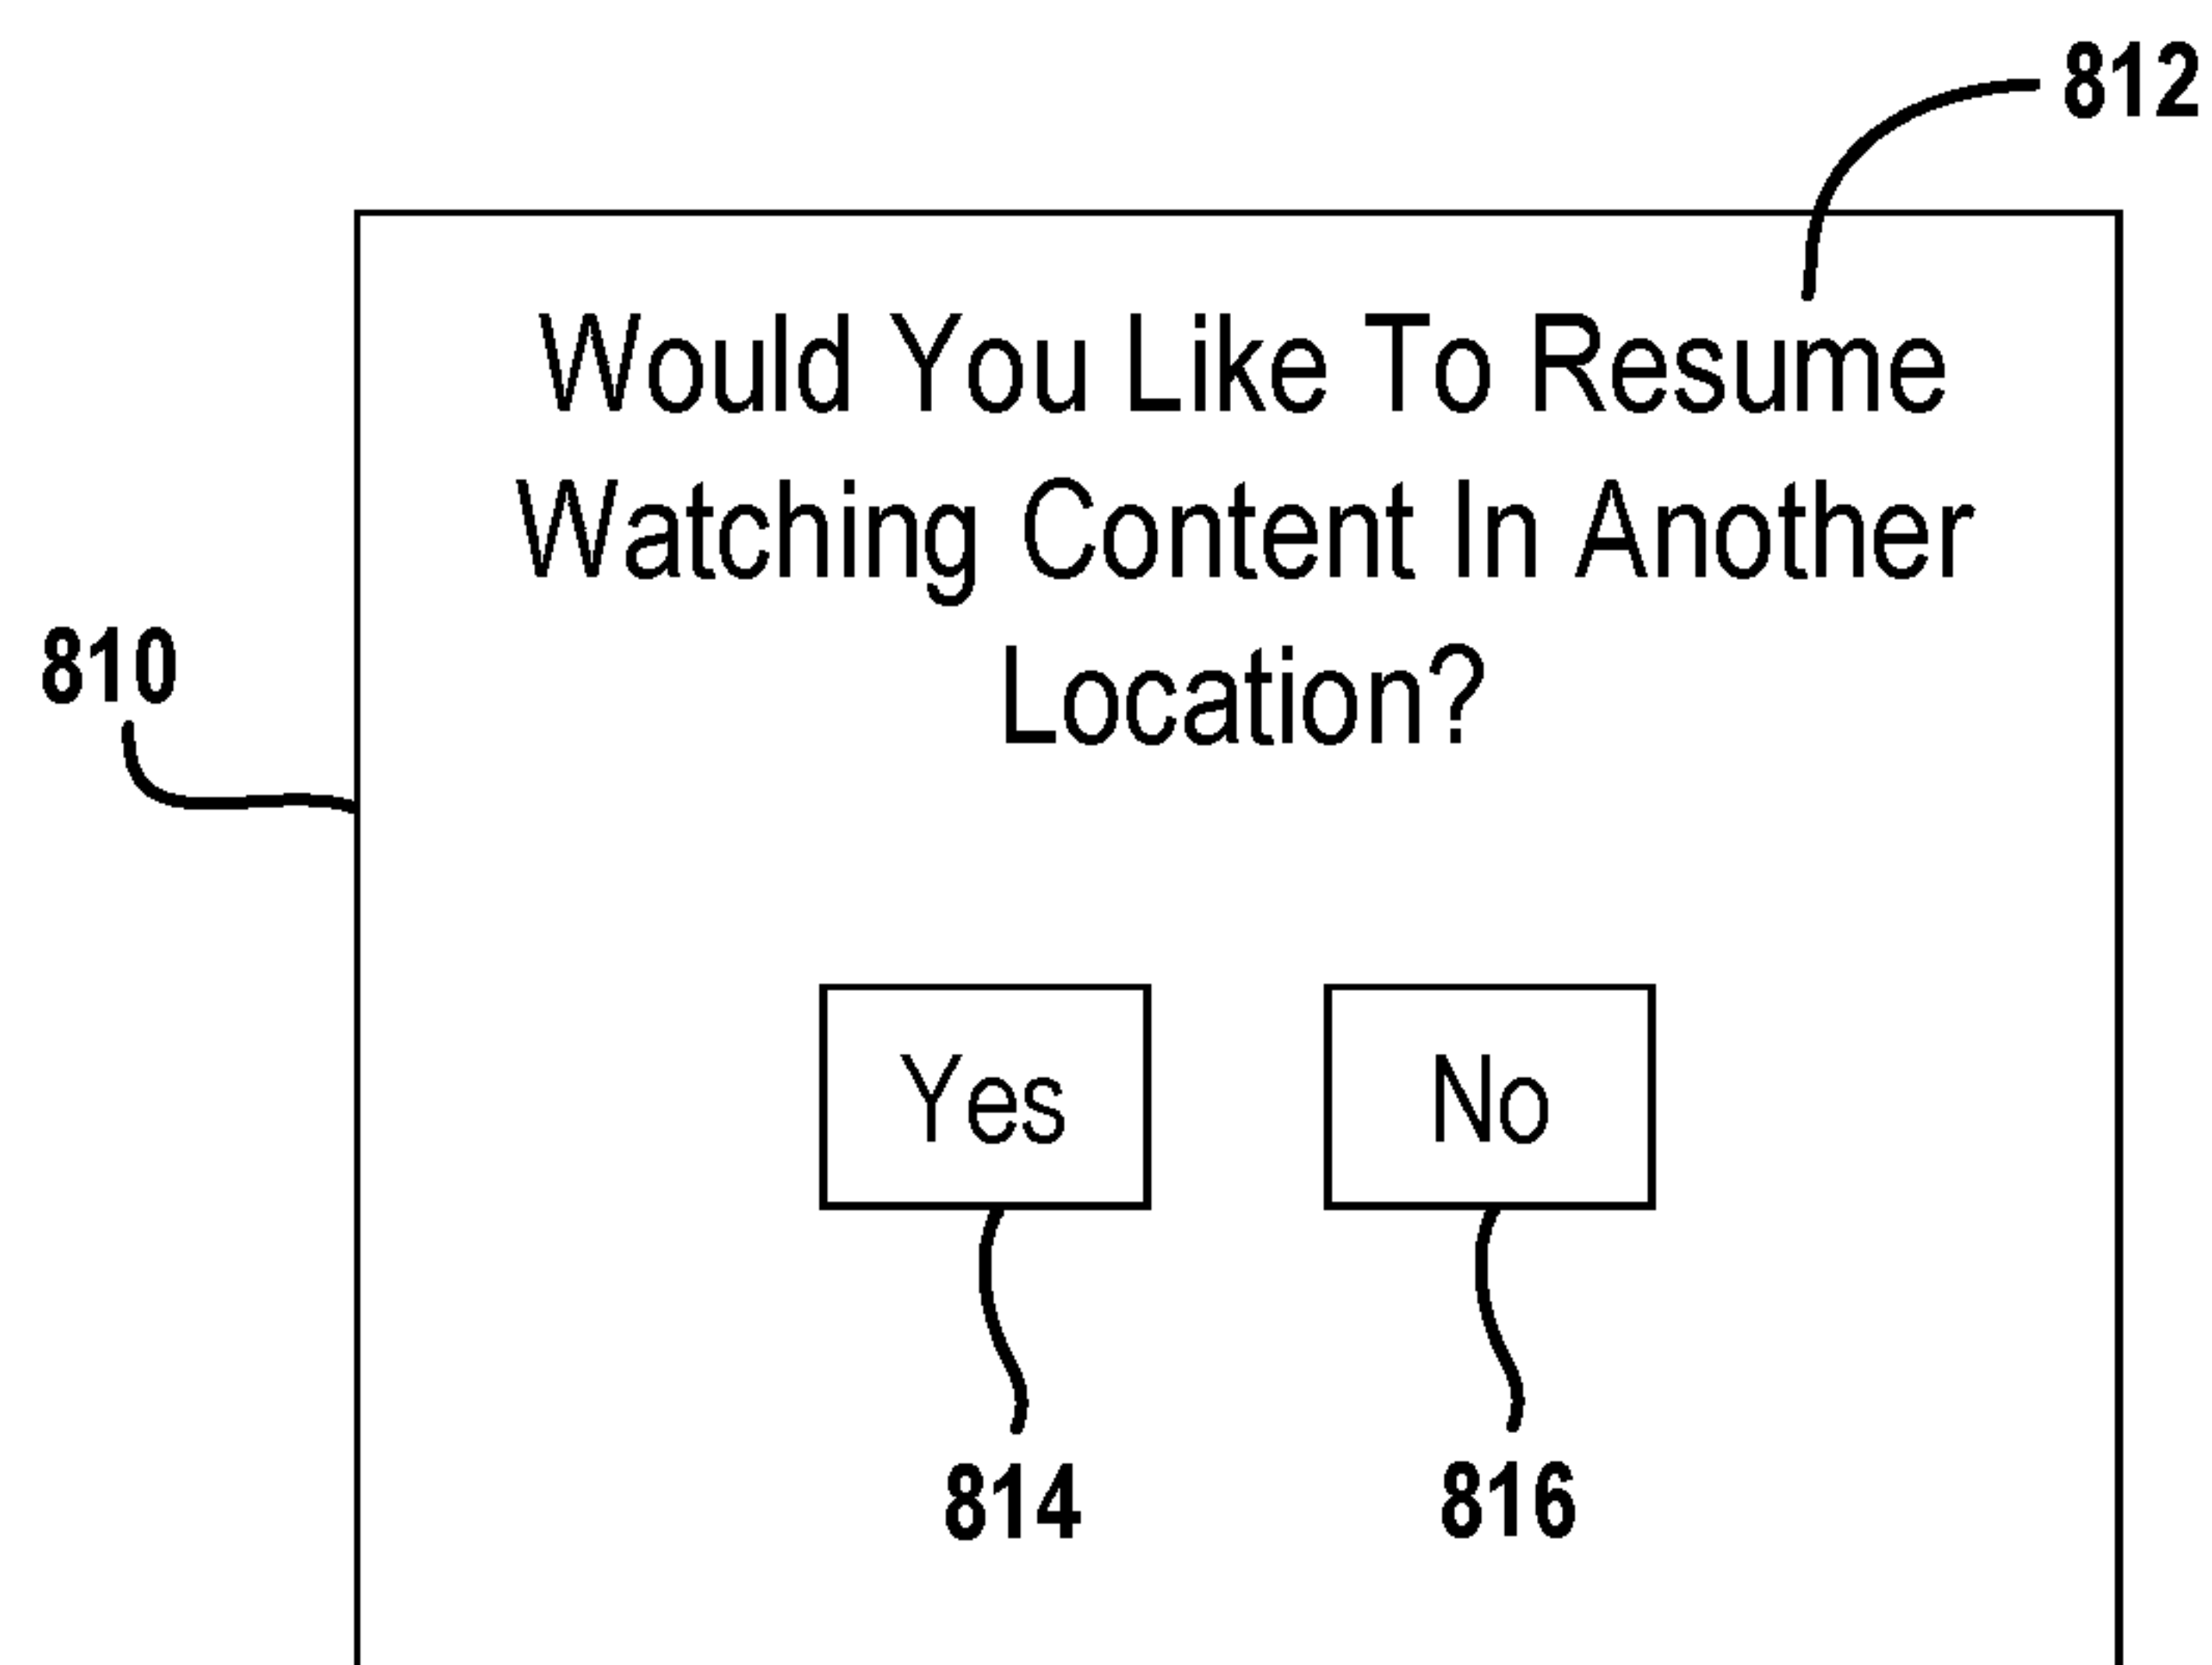 812
Would You Like To Resume
Watching Content In Another
Location?
810
Yes No
814 816